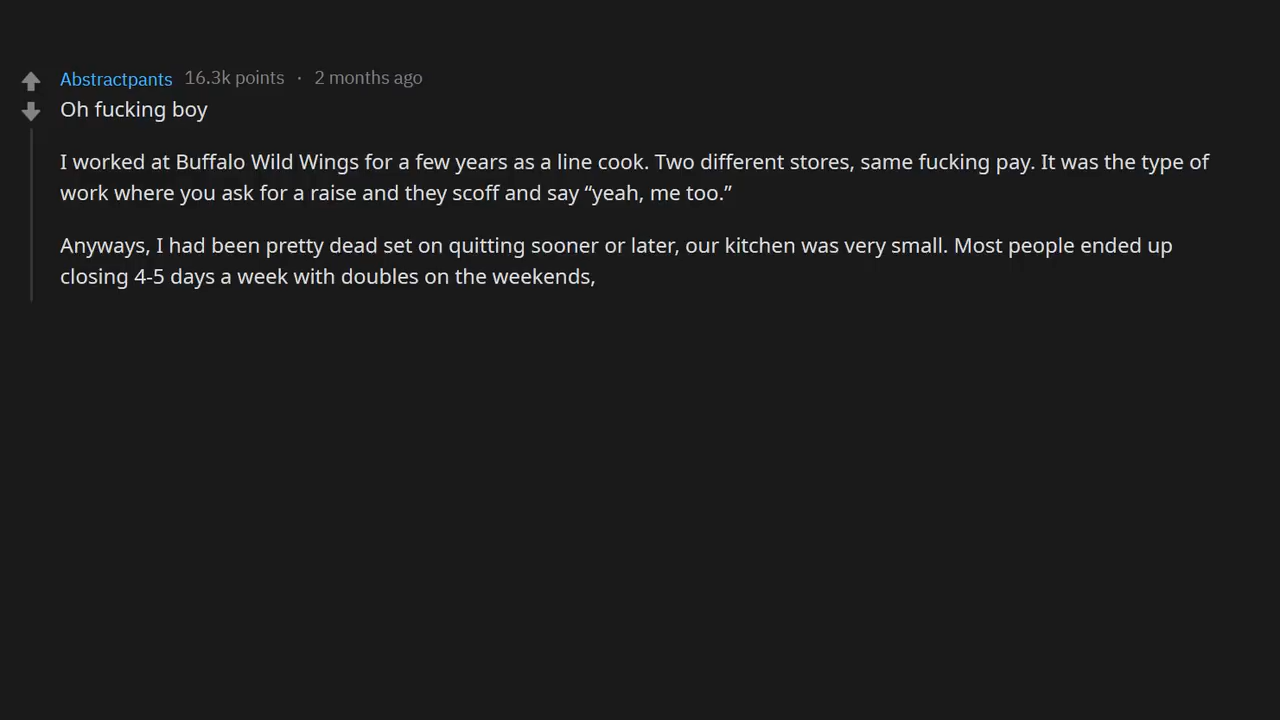 Abstractpants 16.3k points · 2 months ago
Oh fucking boy
I worked at Buffalo Wild Wings for a few years as a line cook. Two different stores, same fucking pay. It was the type of
work where you ask for a raise and they scoff and say “yeah, me too.”
Anyways, I had been pretty dead set on quitting sooner or later, our kitchen was very small. Most people ended up
closing 4-5 days a week with doubles on the weekends,